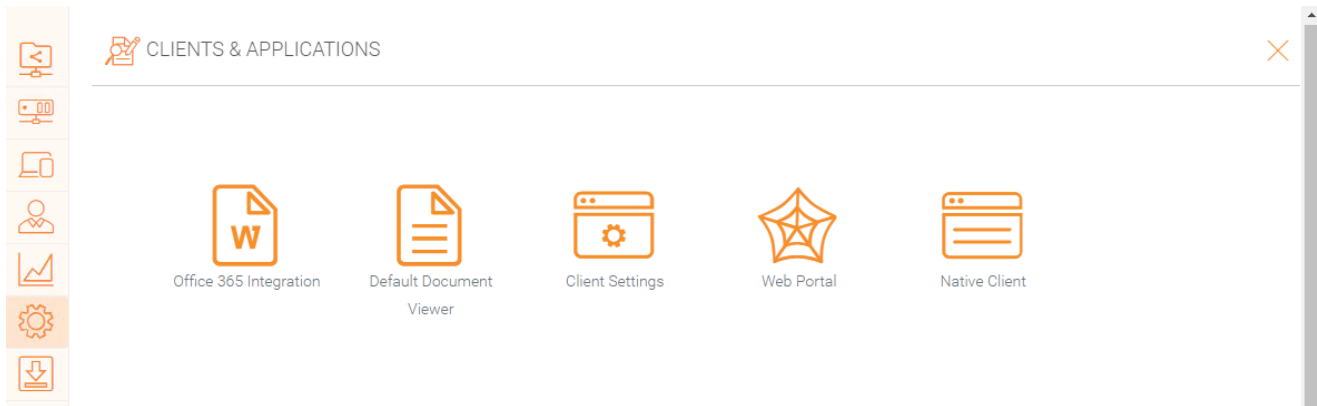 CLIENTS & APPLICATIONS
W
Office 365 Integration
Default Document
Viewer
Client Settings
Web Portal
Native Client